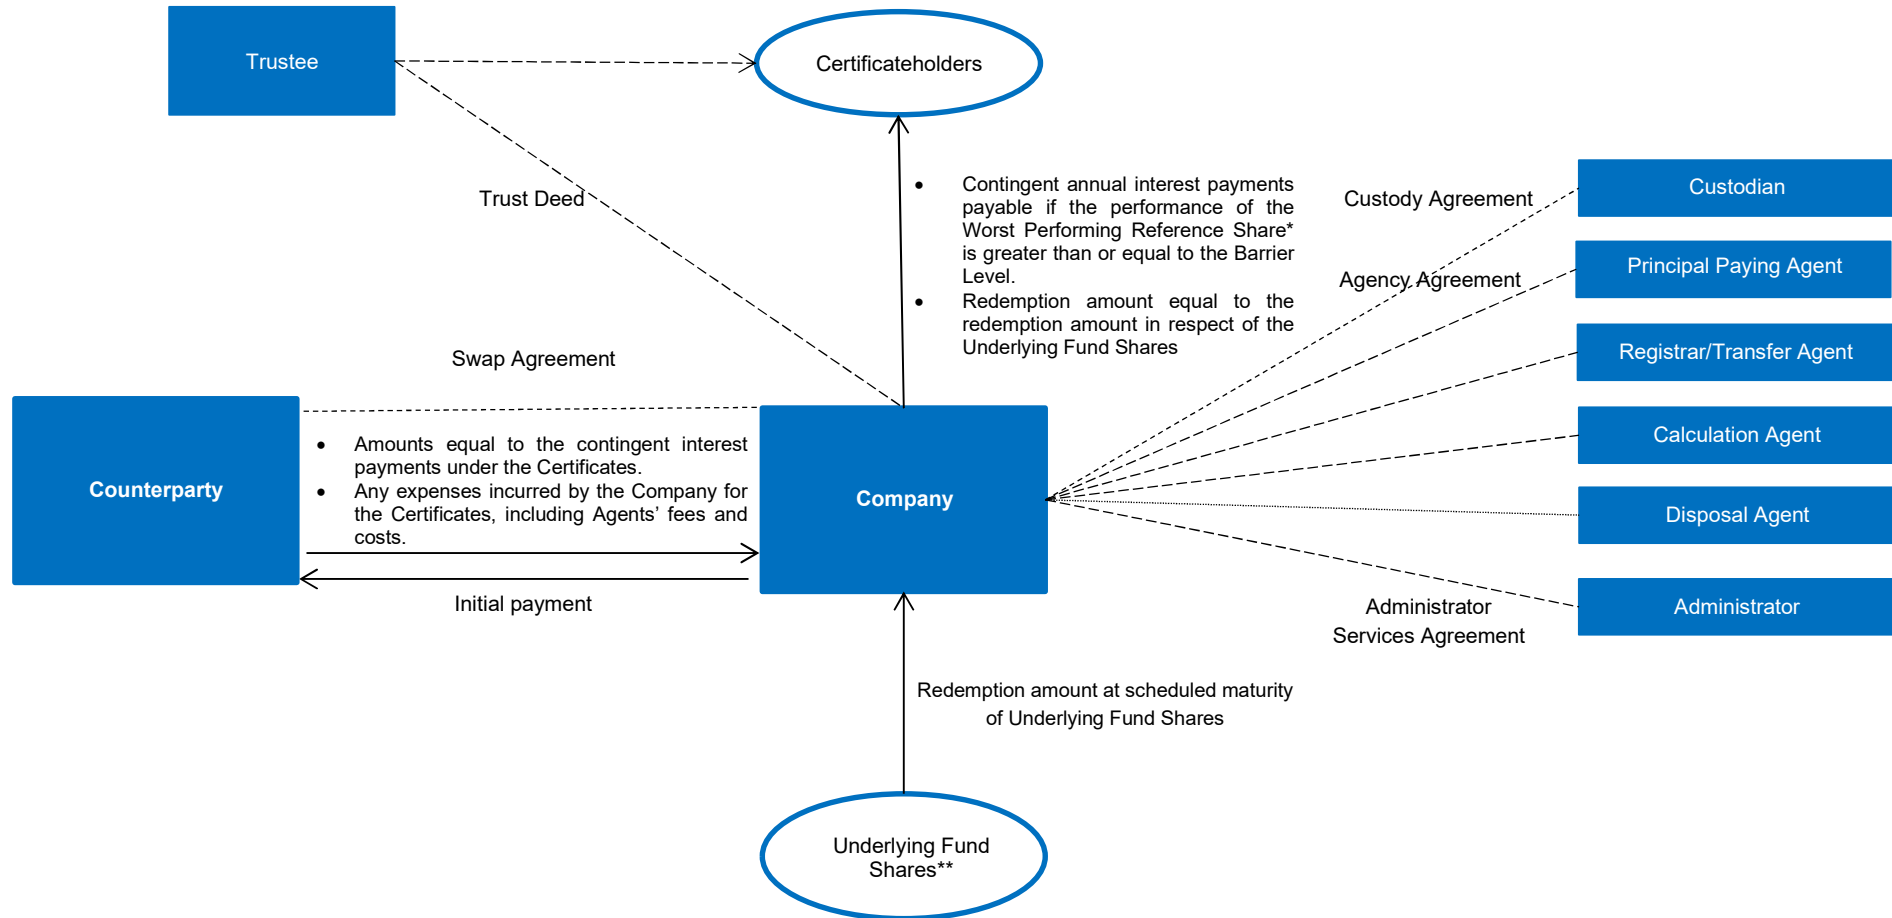 Trustee
Certificateholders
Trust Deed
• Contingent annual interest payments
payable if the performance of the
Worst Performing Reference Share*
is greater than or equal to the Barrier
Level.
• Redemption amount equal to the
redemption amount in respect of the
Underlying Fund Shares
Custody Agreement
Custodian
Agency Agreement
Principal Paying Agent
Registrar/Transfer Agent
Calculation Agent
Disposal Agent
Administrator
Administrator
Services Agreement
Swap Agreement
Counterparty
• Amounts equal to the contingent interest
payments under the Certificates.
• Any expenses incurred by the Company for
the Certificates, including Agents’ fees and
costs.
Company
Initial payment
Redemption amount at scheduled maturity
of Underlying Fund Shares
Underlying Fund
Shares**